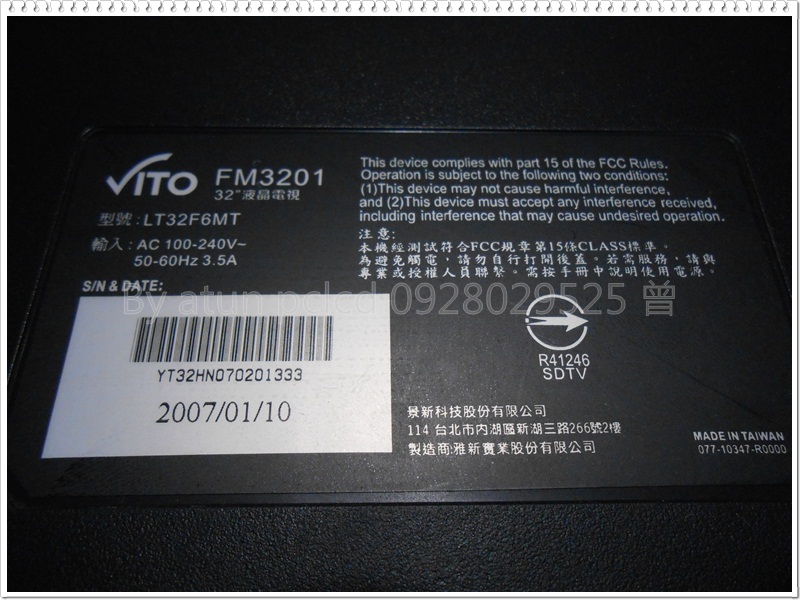 VITO FM3201
32"液晶電視
型號:LT32F6MT
輸入:AC 100-240V~
50-60Hz 3.5A
S/N & DATE:
YT32HN070201333
2007/01/10
This device complies with part 15 of the FCC Rules.
Operation is subject to the following two conditions:
(1)This device may not cause harmful interference,
and (2)This device must accept any interference received,
including interference that may cause undesired operation.
注意:
本機經測試符合FCC規章第15條CLASS標準。
為避免觸電,請勿自行打開後蓋。若需服務,請與
專業或授權人員聯繫。需按手冊中說明使用電源。
By atun pclcd 0928029525 曾
R41246
SDTV
景新科技股份有限公司
114 台北市內湖區新湖三路266號2樓
製造商:雅新實業股份有限公司
MADE IN TAIWAN
077-10347-R0000